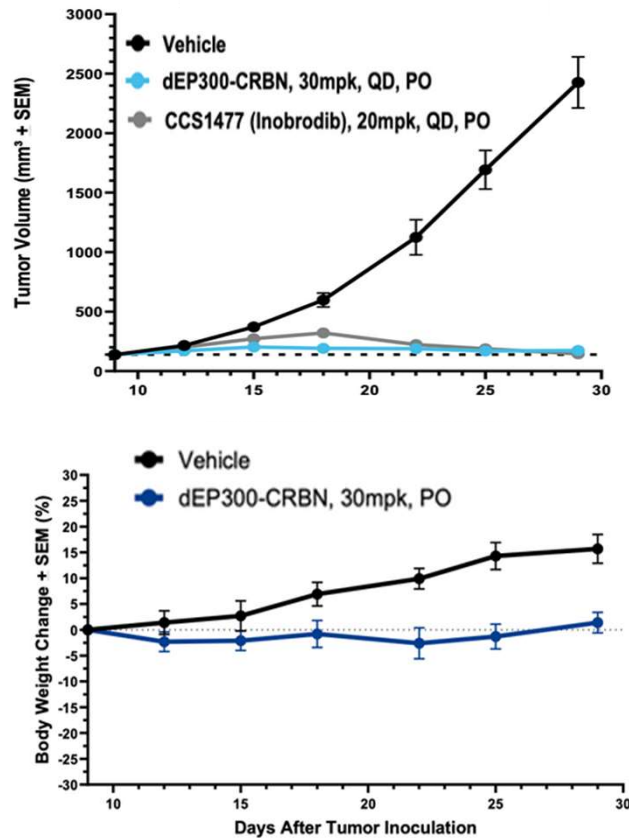 Tumor Volume (mm³ ± SEM)
3000
2500
2000
1500
1000
500
0
Vehicle
dEP300-CRBN, 30mpk, QD, PO
CCS1477 (Inobrodib), 20mpk, QD, PO
10 15 20 25 30
Body Weight Change + SEM (%)
30
25
20
15
10
5
0
-5
-10
-15
-20
-25
-30
Vehicle
dEP300-CRBN, 30mpk, PO
10 15 20 25 30
Days After Tumor Inoculation